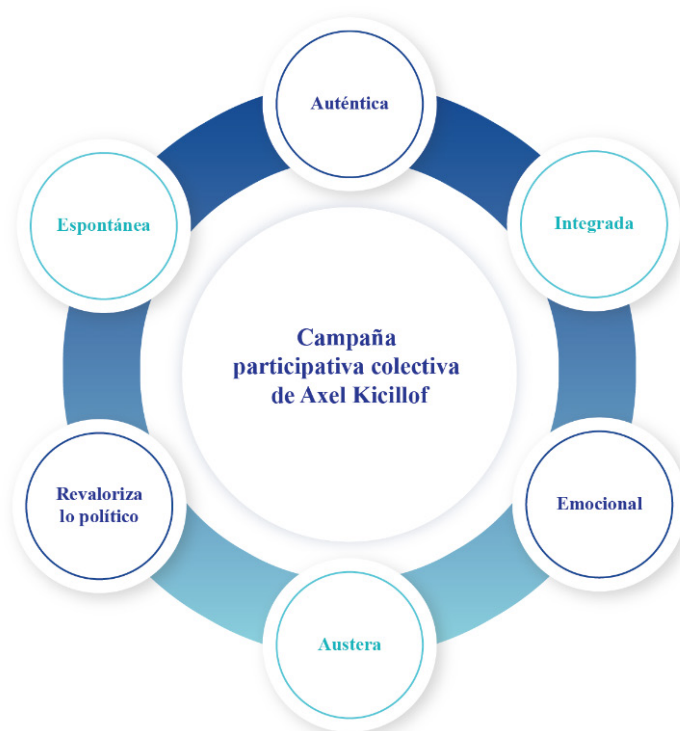 Auténtica
Integrada
Emocional
Austera
Revaloriza
lo político
Espontánea
Campaña
participativa colectiva
de Axel Kicillof